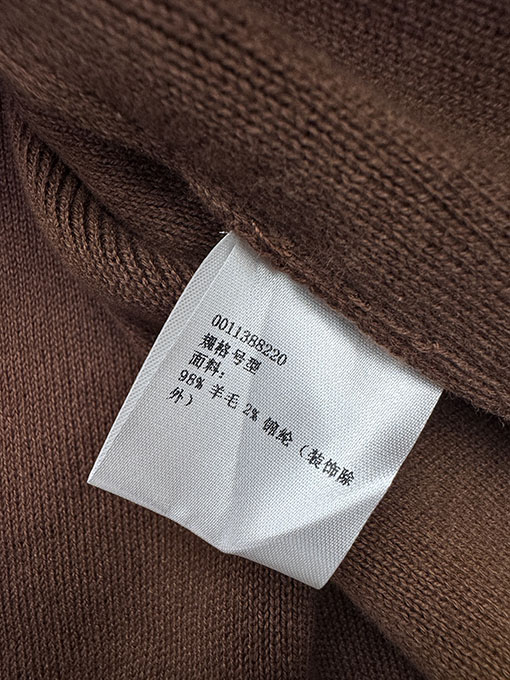 0011388220
规格号型
面料:
98% 羊毛 2% 锦纶 (装饰除
外)